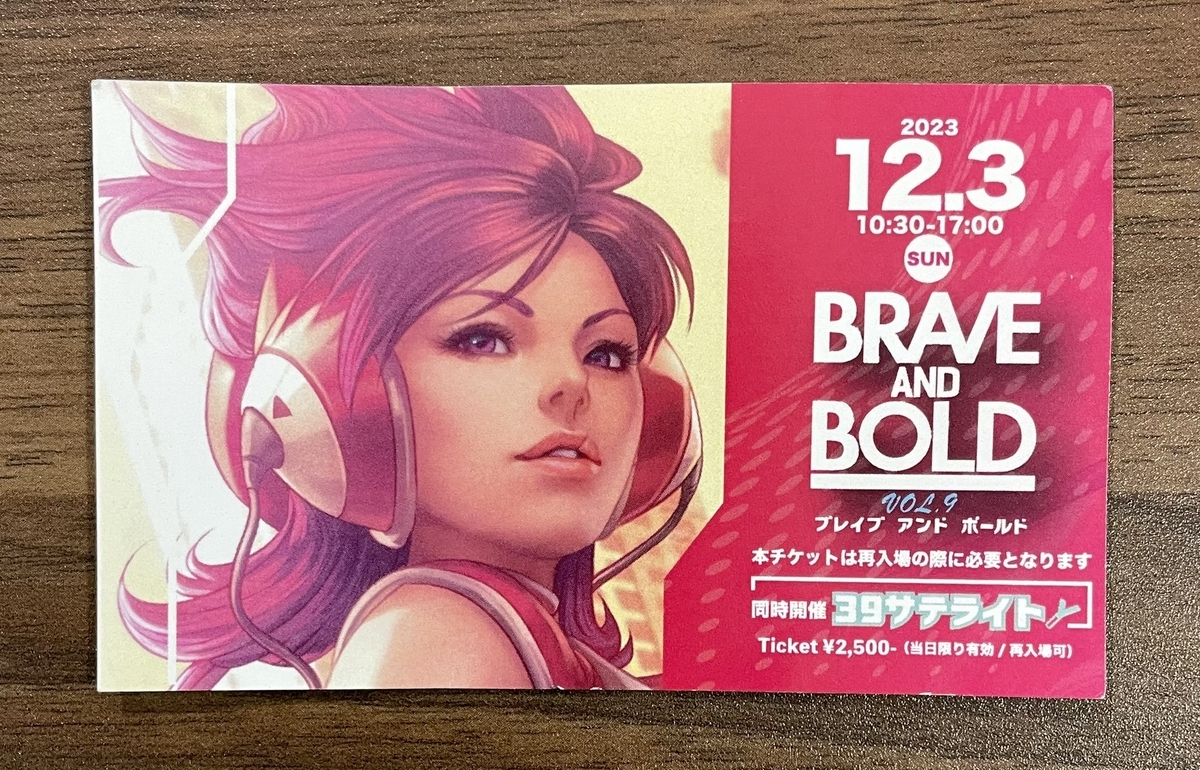 2023
12.3
10:30-17:00
SUN
BRAVE
AND
BOLD
VOL.9
ブレイブ アンド ボールド
本チケットは再入場の際に必要となります
同時開催 39サテライト
Ticket ¥2,500-（当日限り有効 / 再入場可）